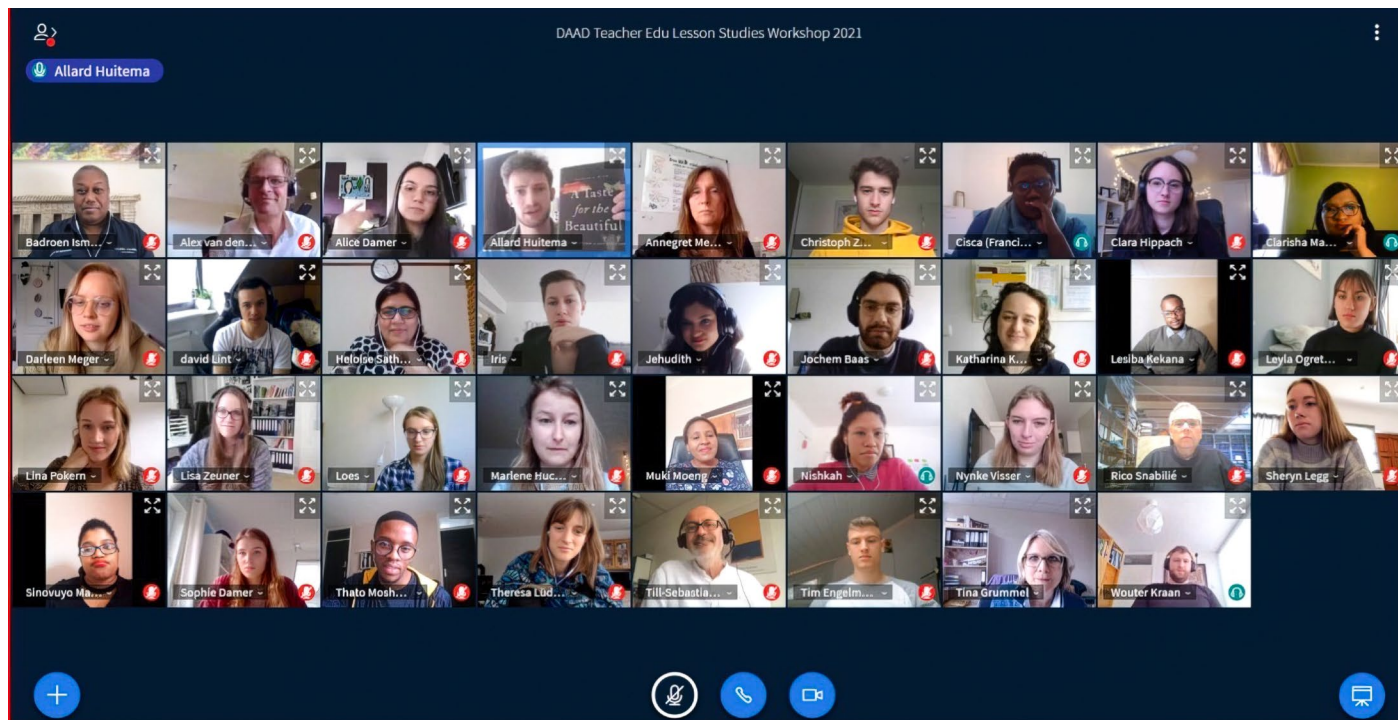 DAAD Teacher Edu Lesson Studies Workshop 2021
Allard Huitema
Badroen Ism...
Alex van den...
Alice Damer
Allard Huitema
A Taste
for the
Beautiful
Annegret Me...
Christoph Z...
Cisca (Franci...
Clara Hippach
Clarisha Ma...
Darleen Meger
david Lint
Heloise Sath...
Iris
Jehudith
Jochem Baas
Katharina K...
Lesiba Kekana
Leyla Ogret...
Lina Pokern
Lisa Zeuner
Loes
Marlene Huc...
Muki Moeng
Nishkah
Nynke Visser
Rico Snabilié
Sheryn Legg
Sinovuyo Ma...
Sophie Damer
Thato Mosh...
Theresa Lüd...
Till-Sebastia...
Tim Engelm...
Tina Grummel
Wouter Kraan